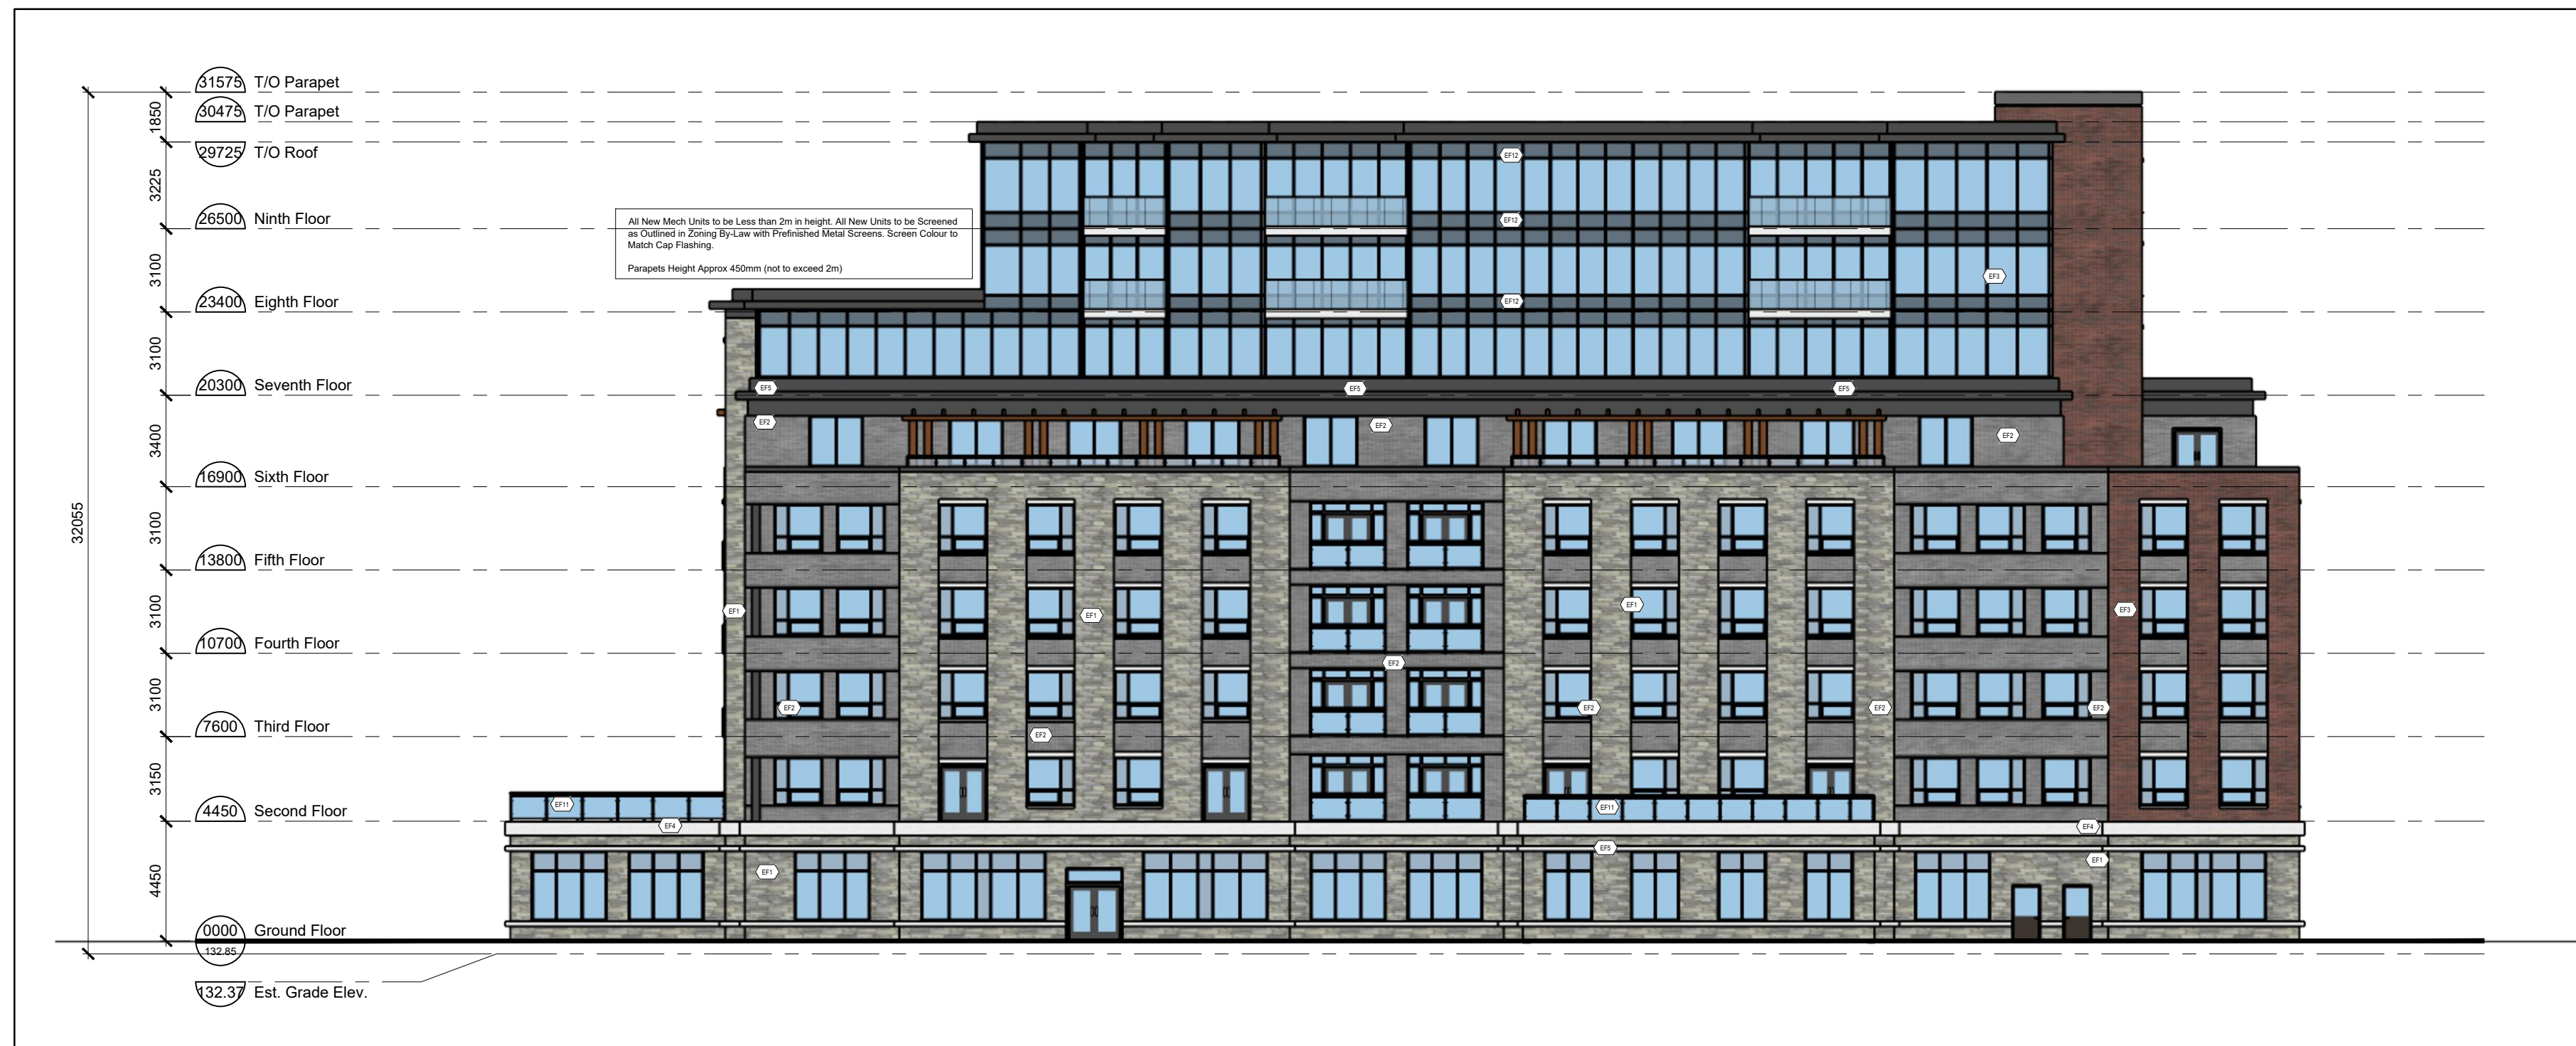 31575 T/O Parapet
1850
30475 T/O Parapet
29725 T/O Roof
3225
26500 Ninth Floor
3100
23400 Eighth Floor
3100
20300 Seventh Floor
3400
16900 Sixth Floor
3100
13800 Fifth Floor
3100
10700 Fourth Floor
3100
7600 Third Floor
3150
4450 Second Floor
4450
0000 Ground Floor
132.85
132.37 Est. Grade Elev.
32055
All New Mech Units to be Less than 2m in height. All New Units to be Screened
as Outlined in Zoning By-Law with Prefinished Metal Screens. Screen Colour to
Match Cap Flashing.
Parapets Height Approx 450mm (not to exceed 2m)
EF12
EF12
EF3
EF12
EF5 EF5 EF5
EF2 EF2 EF2
EF1 EF1 EF1 EF3
EF2
EF2 EF2 EF2 EF2
EF2
EF11 EF11
EF4 EF4
EF5
EF1 EF1